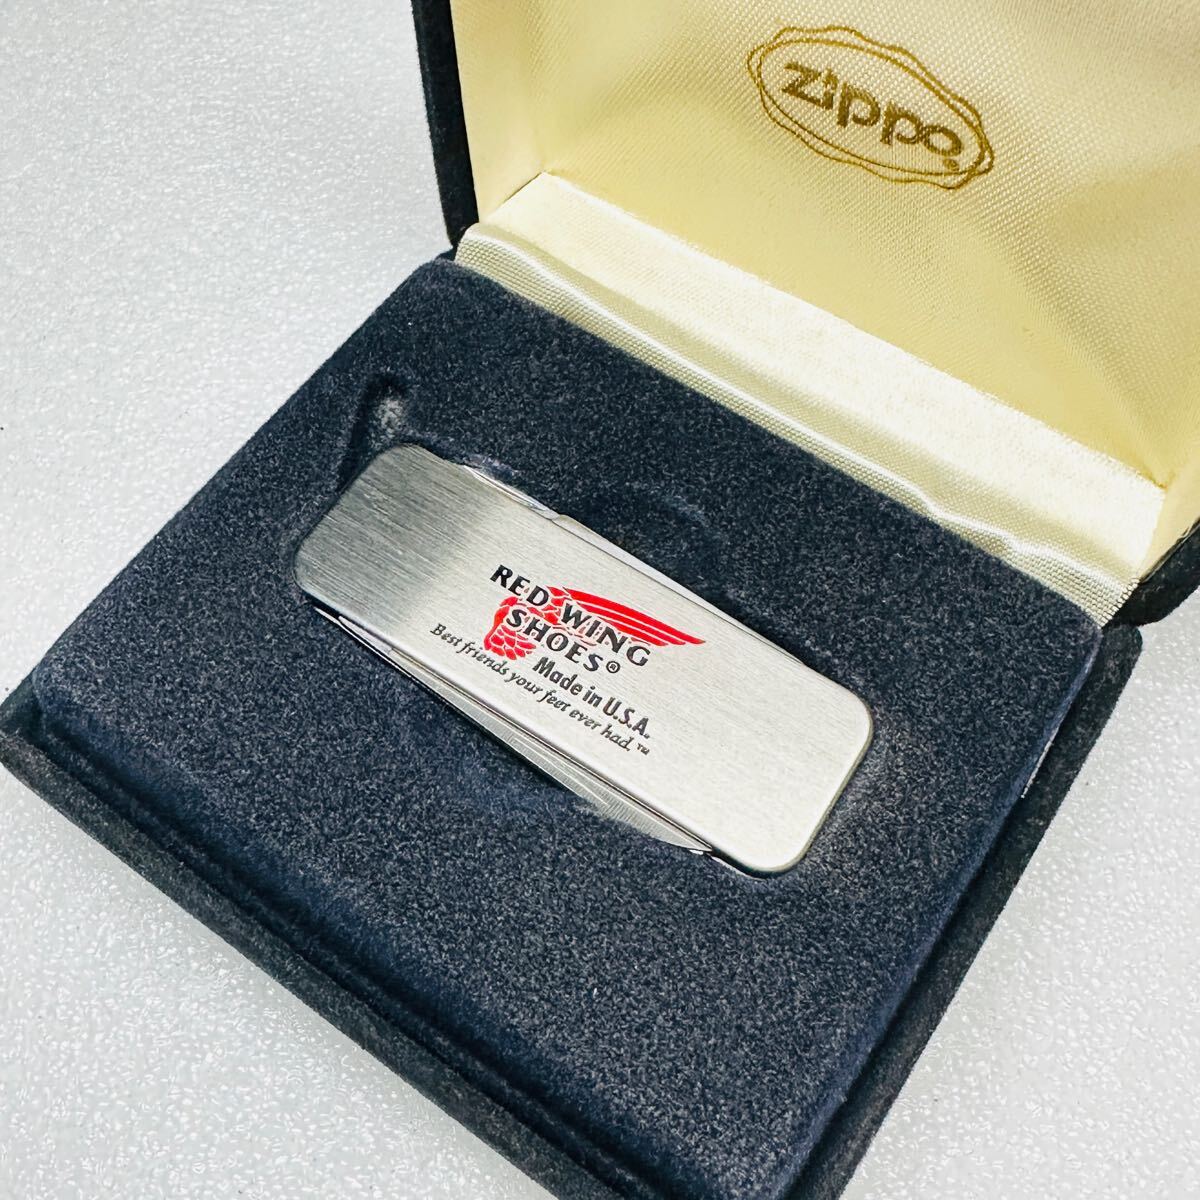 zippo®
RED WING
SHOES®
Made in U.S.A.
Best friends your feet ever had.™